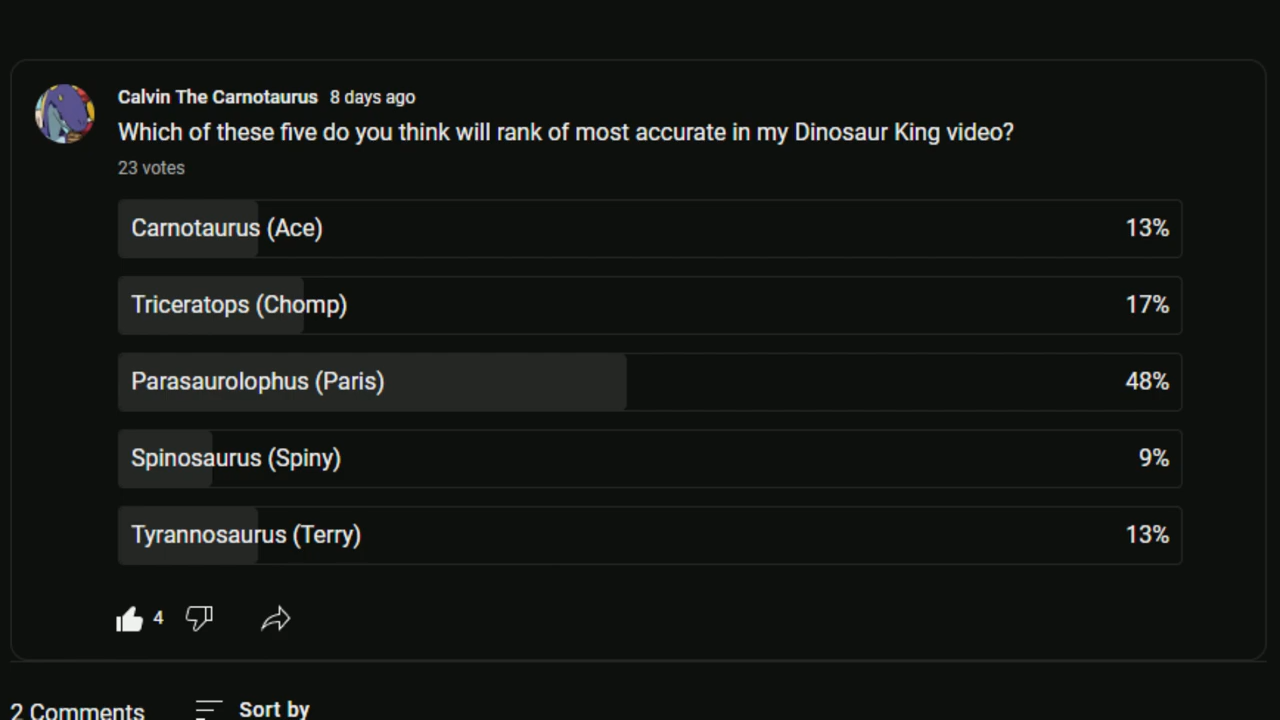 Calvin The Carnotaurus 8 days ago
Which of these five do you think will rank of most accurate in my Dinosaur King video?
23 votes
Carnotaurus (Ace) 13%
Triceratops (Chomp) 17%
Parasaurolophus (Paris) 48%
Spinosaurus (Spiny) 9%
Tyrannosaurus (Terry) 13%
4
2 Comments Sort by